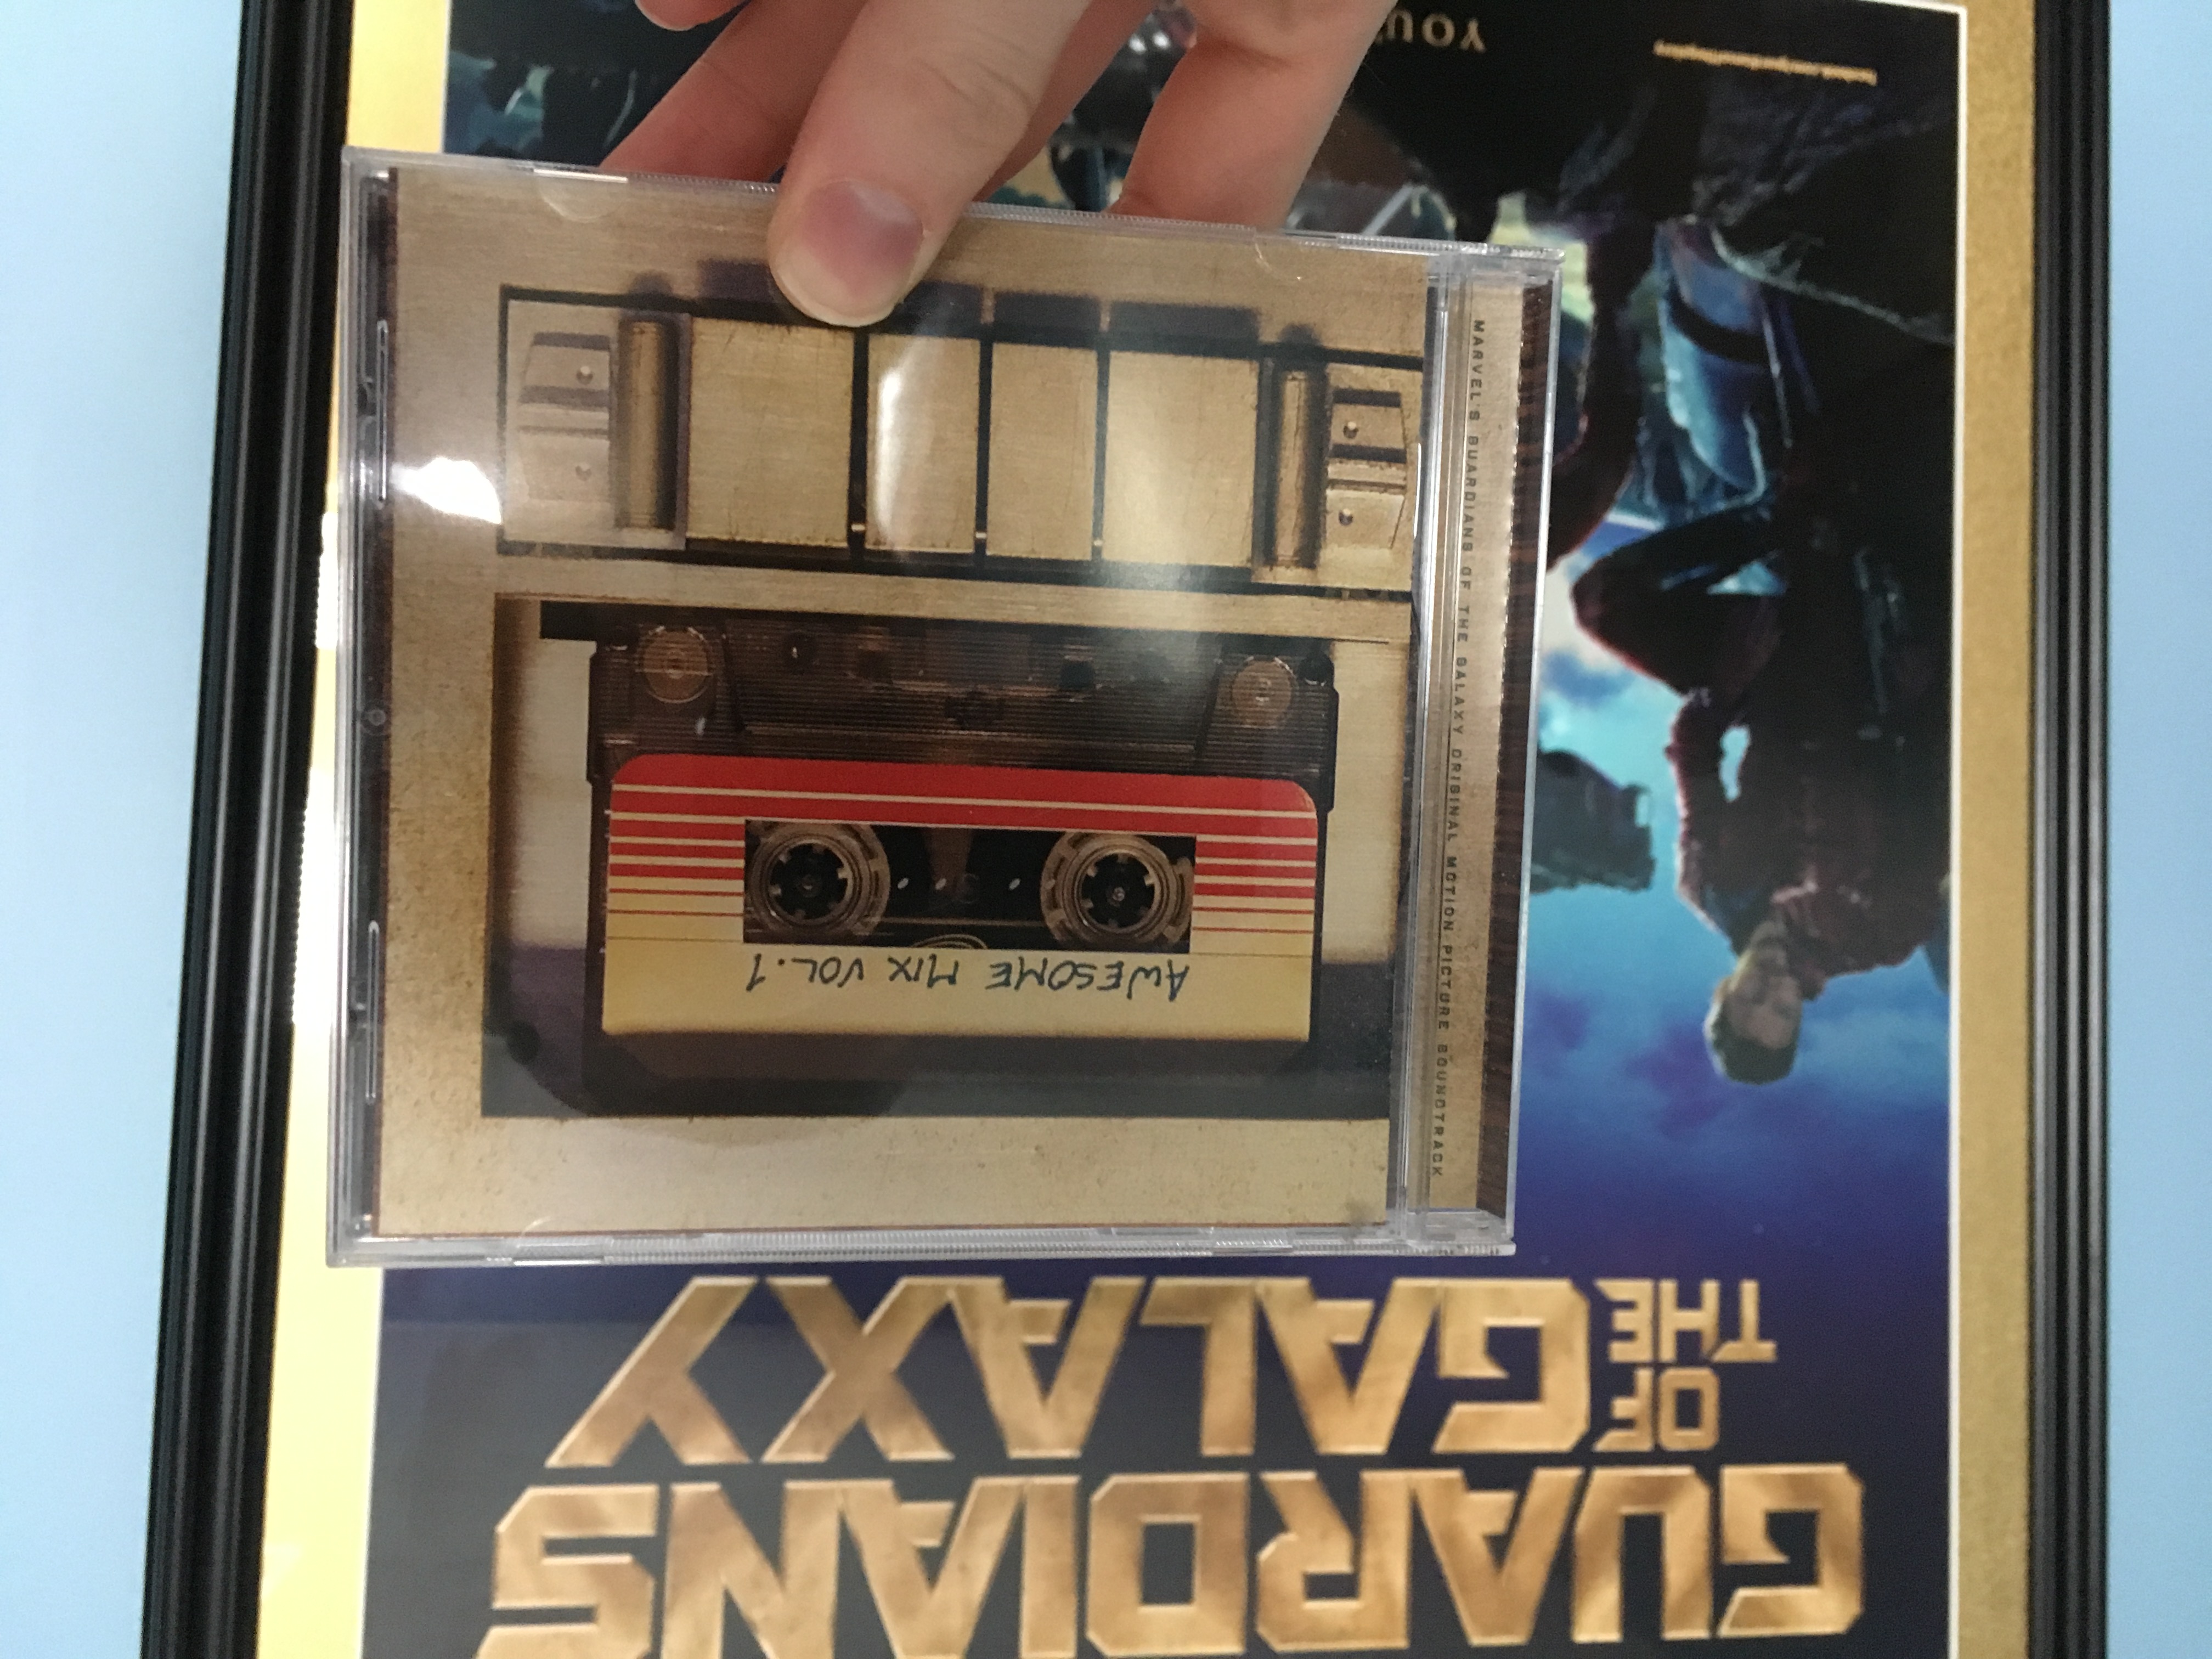 GUARDIANS
OF
THE
GALAXY
AWESOME MIX VOL.1
MARVEL'S GUARDIANS OF THE GALAXY ORIGINAL MOTION PICTURE SOUNDTRACK